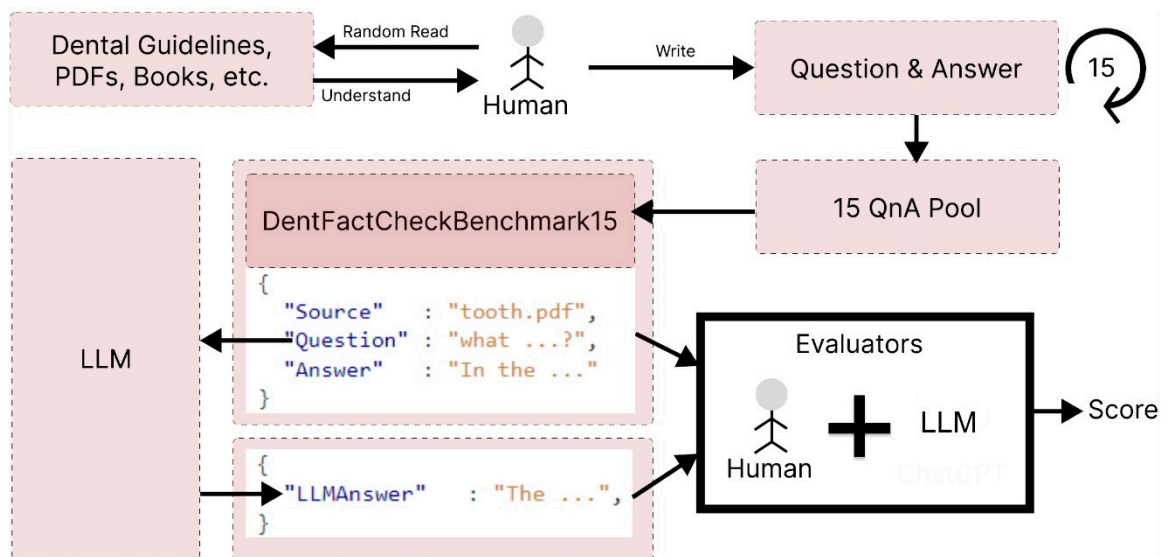 Dental Guidelines,
PDFs, Books, etc.
Random Read
Understand
Human
Write
Question & Answer
15
15 QnA Pool
DentFactCheckBenchmark15
{
"Source" : "tooth.pdf",
"Question" : "what ...?",
"Answer" : "In the ..."
}
LLM
{
"LLMAnswer" : "The ...",
}
Evaluators
Human
LLM
ChatGPT
Score